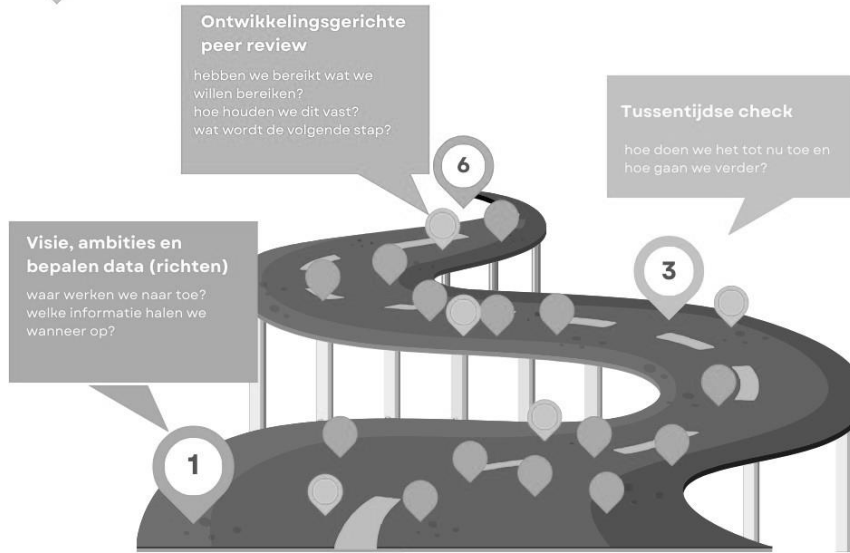 Ontwikkelingsgerichte
peer review
hebben we bereikt wat we
willen bereiken?
hoe houden we dit vast?
wat wordt de volgende stap?
Tussentijdse check
hoe doen we het tot nu toe en
hoe gaan we verder?
6
Visie, ambities en
bepalen data (richten)
waar werken we naar toe?
welke informatie halen we
wanneer op?
3
1